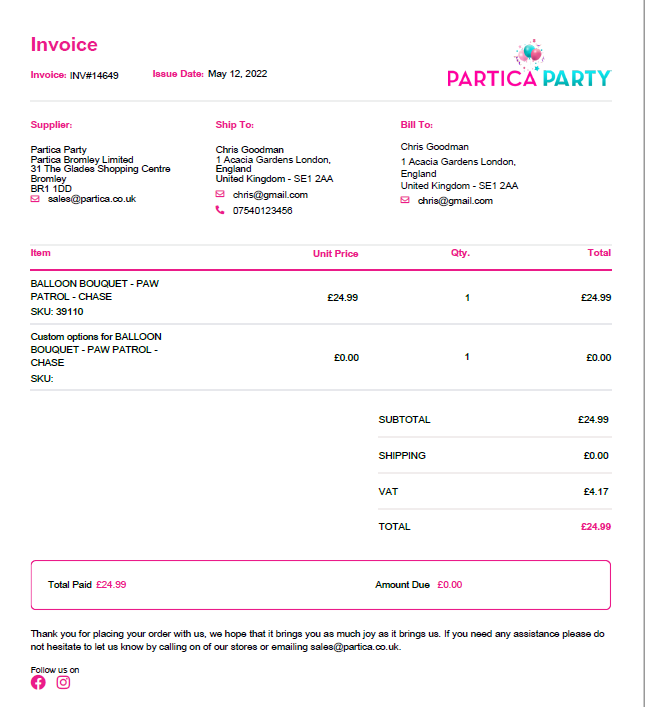 Invoice
Invoice: INV#14649 Issue Date: May 12, 2022
PARTICA PARTY
Supplier:
Partica Party
Partica Bromley Limited
31 The Glades Shopping Centre
Bromley
BR1 1DD
sales@partica.co.uk
Ship To:
Chris Goodman
1 Acacia Gardens London,
England
United Kingdom - SE1 2AA
chris@gmail.com
07540123456
Bill To:
Chris Goodman
1 Acacia Gardens London,
England
United Kingdom - SE1 2AA
chris@gmail.com
Item Unit Price Qty. Total
BALLOON BOUQUET - PAW
PATROL - CHASE
SKU: 39110
£24.99 1 £24.99
Custom options for BALLOON
BOUQUET - PAW PATROL -
CHASE
SKU:
£0.00 1 £0.00
SUBTOTAL £24.99
SHIPPING £0.00
VAT £4.17
TOTAL £24.99
Total Paid £24.99 Amount Due £0.00
Thank you for placing your order with us, we hope that it brings you as much joy as it brings us. If you need any assistance please do
not hesitate to let us know by calling on of our stores or emailing sales@partica.co.uk.
Follow us on